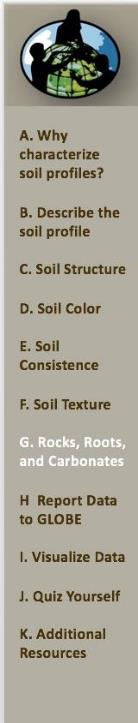 A. Why
characterize
soil profiles?
B. Describe the
soil profile
C. Soil Structure
D. Soil Color
E. Soil
Consistence
F. Soil Texture
G. Rocks, Roots,
and Carbonates
H Report Data
to GLOBE
I. Visualize Data
J. Quiz Yourself
K. Additional
Resources